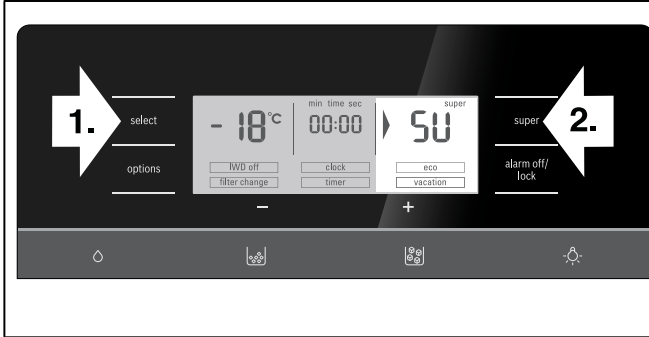 1.
select
options
- 18°C
IWD off
filter change
min time sec
00:00
clock
timer
super
SU
eco
vacation
super
2.
alarm off/
lock
− +